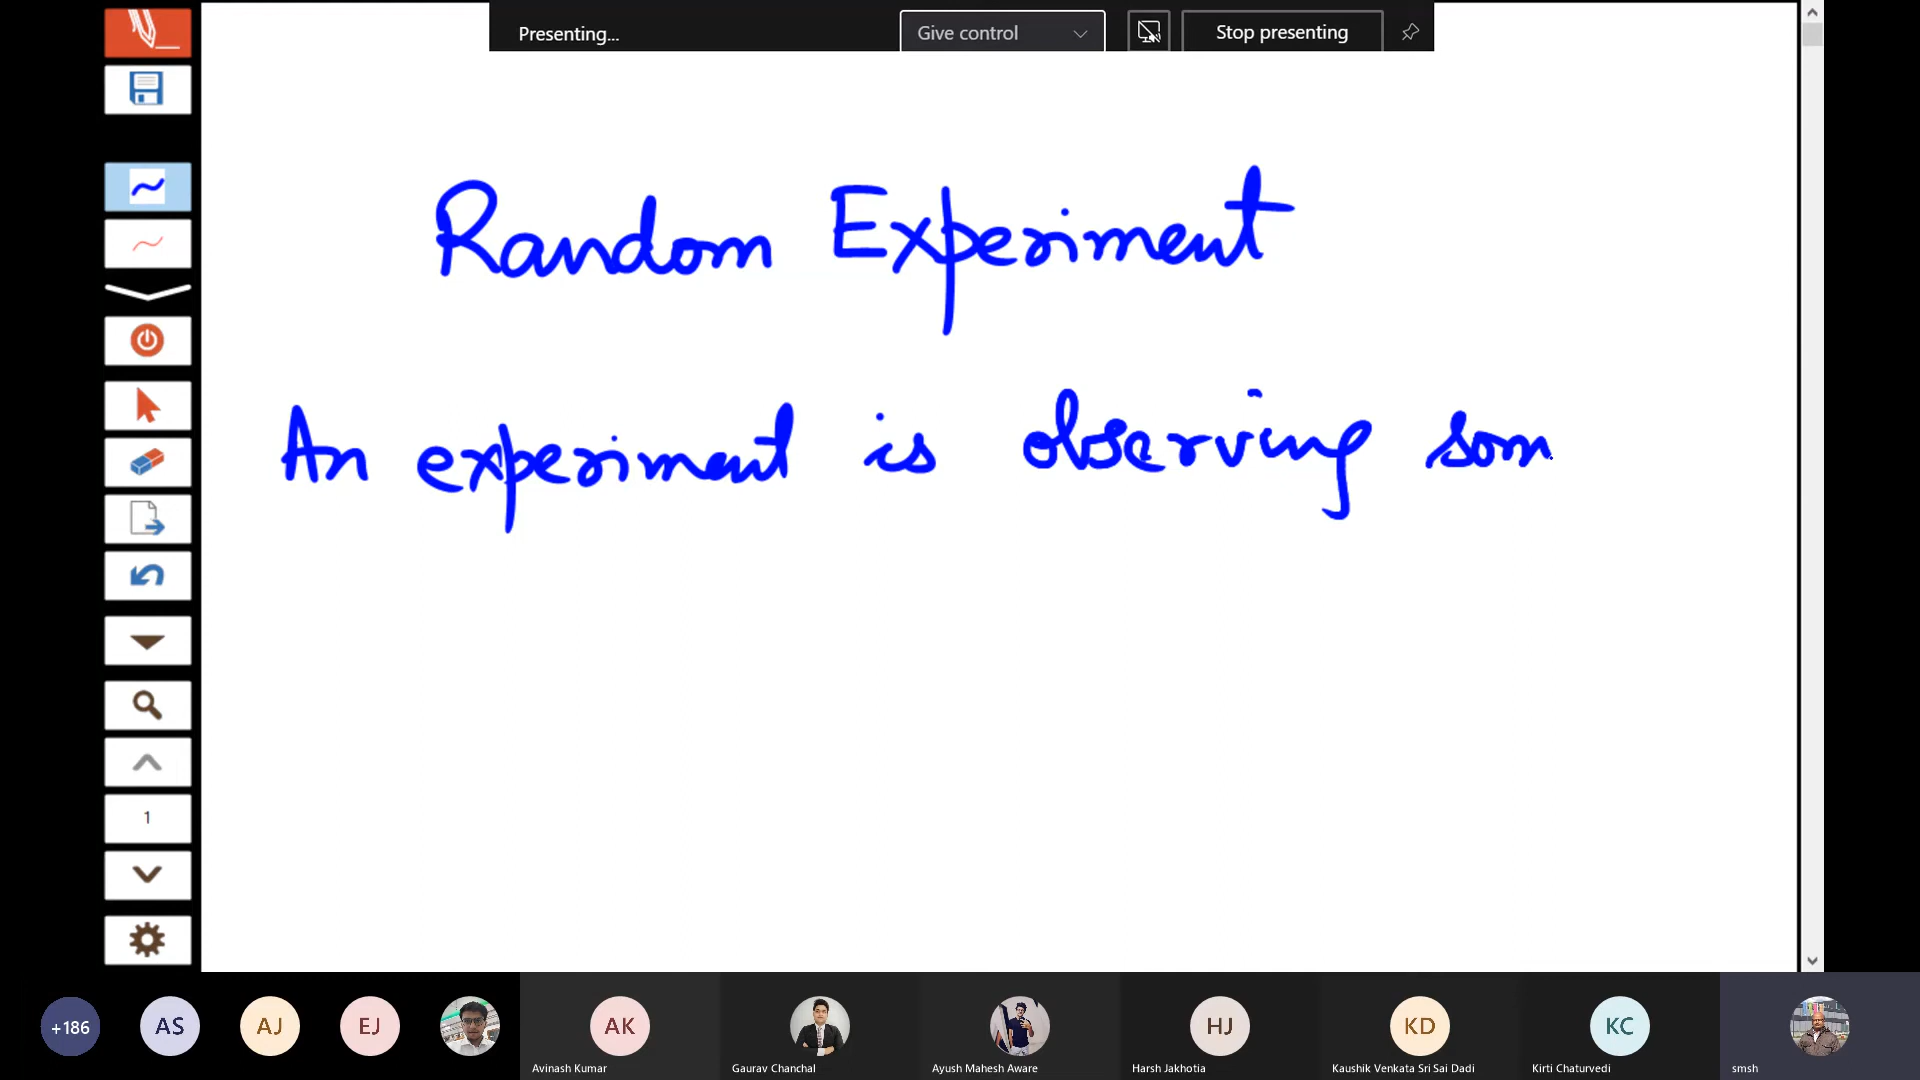 Presenting...
Give control
Stop presenting
Random Experiment
An experiment is observing som
1
+186
AS
AJ
EJ
AK
HJ
KD
KC
Avinash Kumar
Gaurav Chanchal
Ayush Mahesh Aware
Harsh Jakhotia
Kaushik Venkata Sri Sai Dadi
Kirti Chaturvedi
smsh